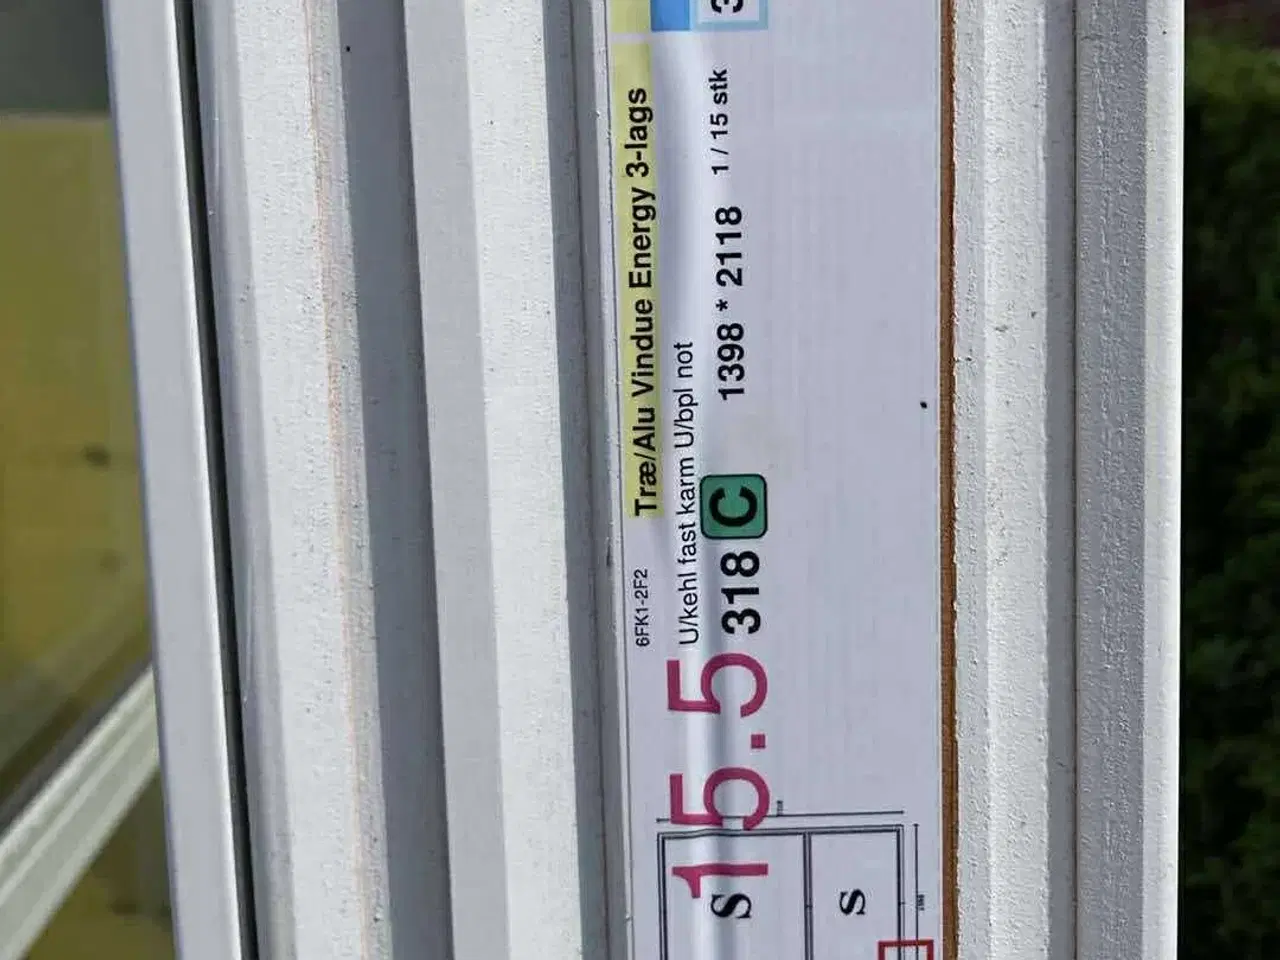 6FK1-2F2 Træ/Alu Vindue Energy 3-lags
U/kehl fast karm U/bpl not
15.5 318 C 1398 * 2118 1 / 15 stk 3
S
S